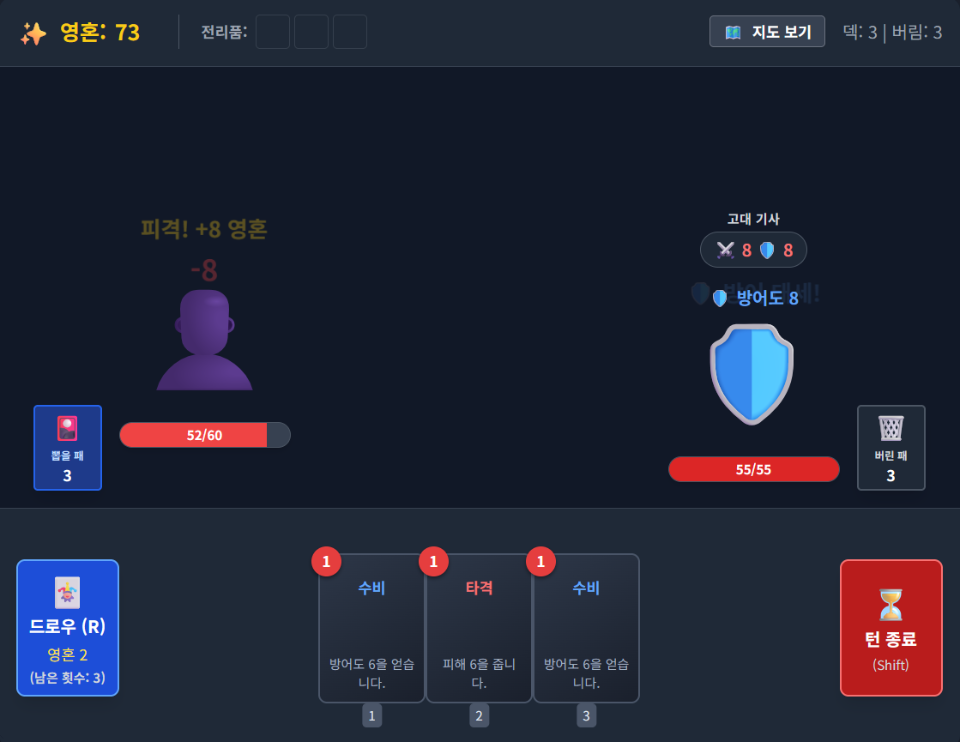 영혼: 73
전리품:
지도 보기
덱: 3 | 버림: 3
피격! +8 영혼
-8
고대 기사
8 8
방어도 8
52/60
55/55
뽑을 패
3
버린 패
3
드로우 (R)
영혼 2
(남은 횟수: 3)
1
수비
방어도 6을 얻습
니다.
1
1
타격
피해 6을 줍니
다.
2
1
수비
방어도 6을 얻습
니다.
3
턴 종료
(Shift)